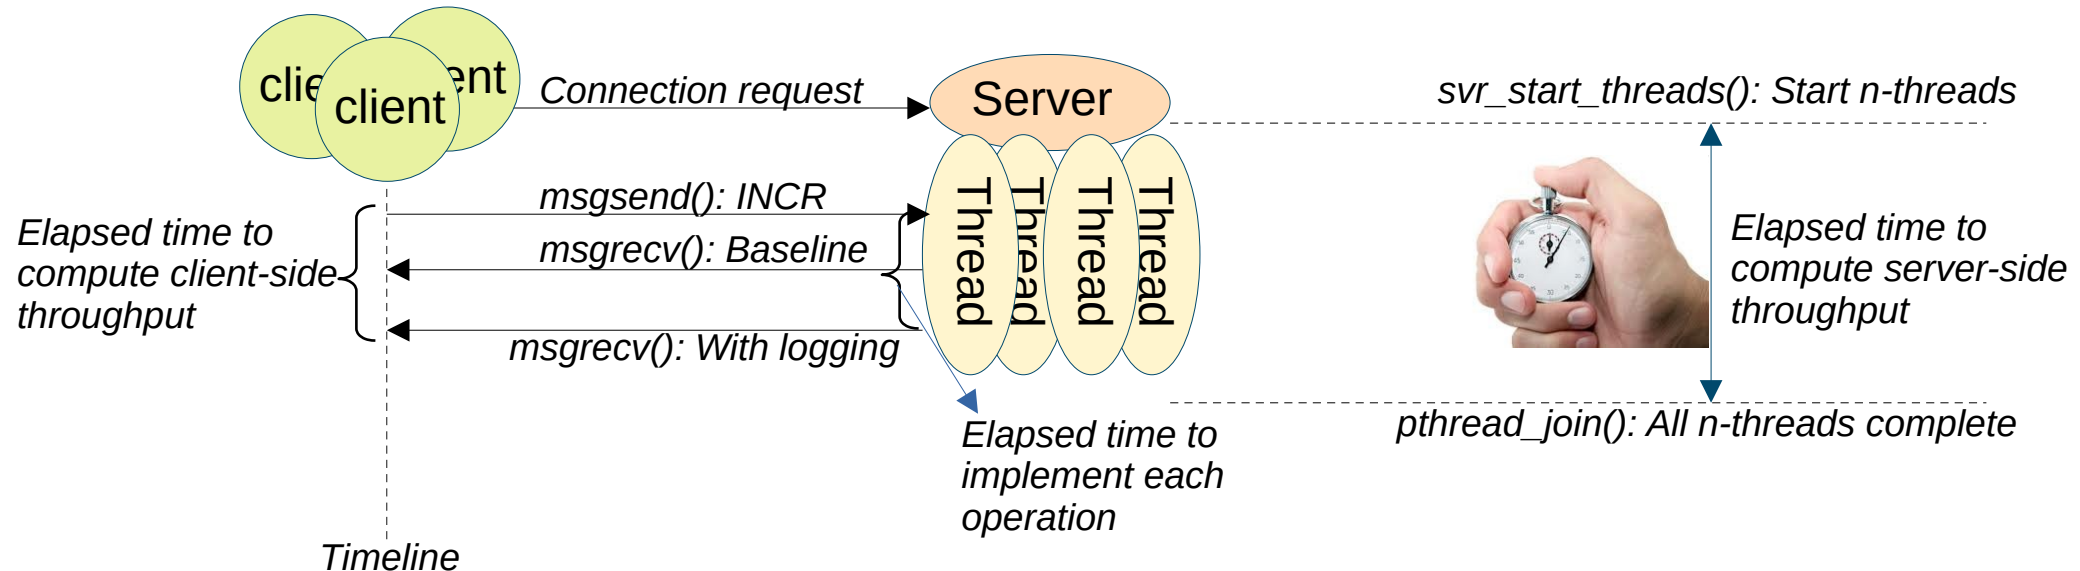 client
Connection request
Server
svr_start_threads(): Start n-threads
msgsend(): INCR
msgrecv(): Baseline
msgrecv(): With logging
Elapsed time to
compute client-side
throughput
Thread
Thread
Thread
Thread
Elapsed time to
compute server-side
throughput
pthread_join(): All n-threads complete
Elapsed time to
implement each
operation
Timeline